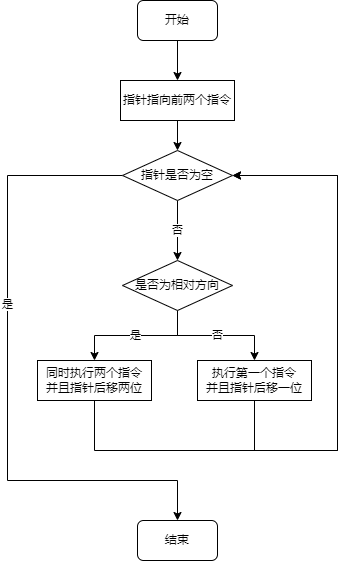 开始
指针指向前两个指令
指针是否为空
否
是否为相对方向
是
是
否
同时执行两个指令
并且指针后移两位
执行第一个指令
并且指针后移一位
结束